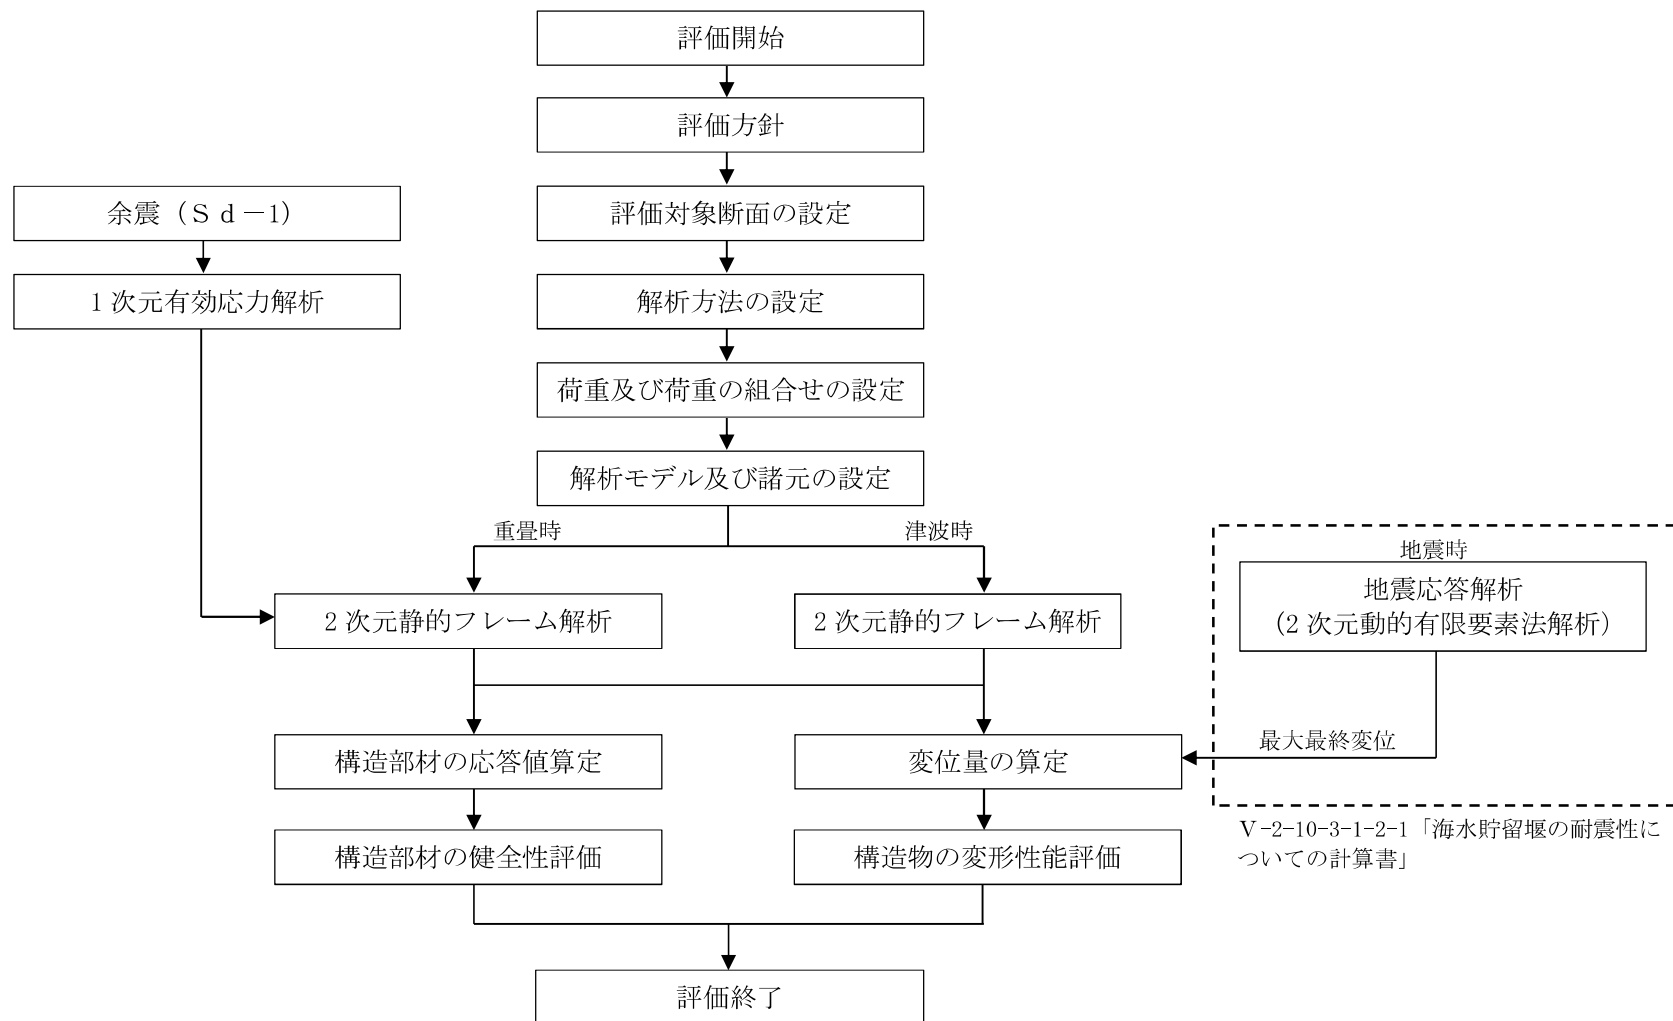 評価開始
評価方針
余震（Ｓｄ－1）
評価対象断面の設定
1次元有効応力解析
解析方法の設定
荷重及び荷重の組合せの設定
解析モデル及び諸元の設定
重畳時
津波時
地震時
地震応答解析
（2次元動的有限要素法解析）
2次元静的フレーム解析
2次元静的フレーム解析
最大最終変位
構造部材の応答値算定
変位量の算定
Ⅴ-2-10-3-1-2-1「海水貯留堰の耐震性に
ついての計算書」
構造部材の健全性評価
構造物の変形性能評価
評価終了